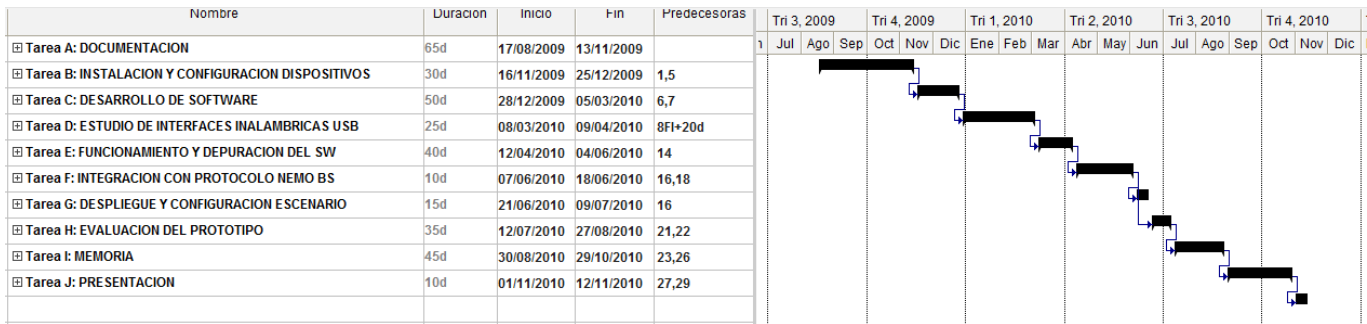 Nombre Duracion Inicio Fin Predecesoras
Tri 3, 2009 Tri 4, 2009 Tri 1, 2010 Tri 2, 2010 Tri 3, 2010 Tri 4, 2010
Jul Ago Sep Oct Nov Dic Ene Feb Mar Abr May Jun Jul Ago Sep Oct Nov Dic
Tarea A: DOCUMENTACION 65d 17/08/2009 13/11/2009
Tarea B: INSTALACION Y CONFIGURACION DISPOSITIVOS 30d 16/11/2009 25/12/2009 1,5
Tarea C: DESARROLLO DE SOFTWARE 50d 28/12/2009 05/03/2010 6,7
Tarea D: ESTUDIO DE INTERFACES INALAMBRICAS USB 25d 08/03/2010 09/04/2010 8FI+20d
Tarea E: FUNCIONAMIENTO Y DEPURACION DEL SW 40d 12/04/2010 04/06/2010 14
Tarea F: INTEGRACION CON PROTOCOLO NEMO BS 10d 07/06/2010 18/06/2010 16,18
Tarea G: DESPLIEGUE Y CONFIGURACION ESCENARIO 15d 21/06/2010 09/07/2010 16
Tarea H: EVALUACION DEL PROTOTIPO 35d 12/07/2010 27/08/2010 21,22
Tarea I: MEMORIA 45d 30/08/2010 29/10/2010 23,26
Tarea J: PRESENTACION 10d 01/11/2010 12/11/2010 27,29